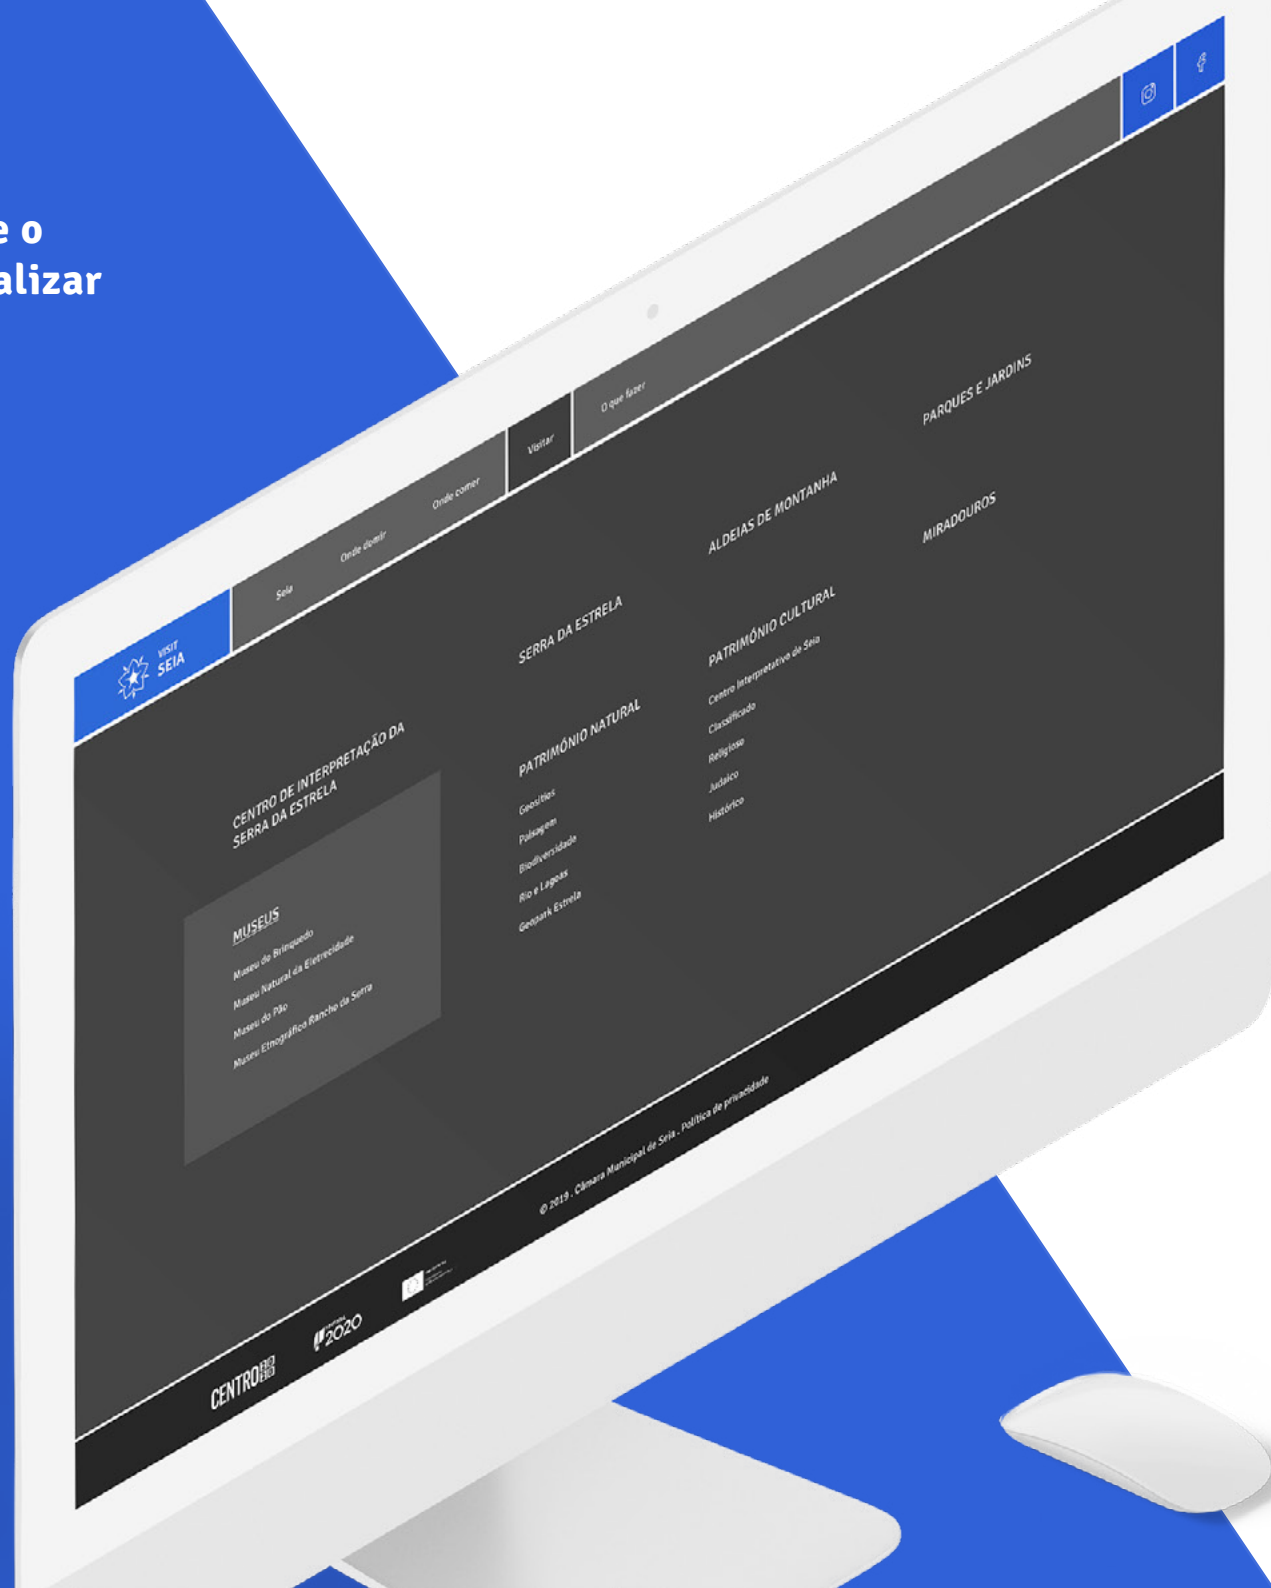 e o
alizar
VISIT
SEIA
Seia
Onde domir
Onde comer
Visitar
O que fazer
CENTRO DE INTERPRETAÇÃO DA
SERRA DA ESTRELA
MUSEUS
Museu do Brinquedo
Museu Natural da Eletrecidade
Museu do Pão
Museu Etnográfico Rancho da Serra
SERRA DA ESTRELA
PATRIMÓNIO NATURAL
Geosítios
Paisagem
Biodiversidade
Rio e Lagoas
Geopark Estrela
ALDEIAS DE MONTANHA
PATRIMÓNIO CULTURAL
Centro Interpretativo de Seia
Classificado
Religioso
Judaico
Histórico
PARQUES E JARDINS
MIRADOUROS
CENTRO
2020
© 2019 . Câmara Municipal de Seia . Política de privacidade